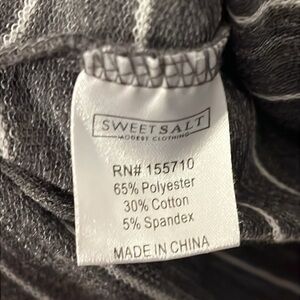 SWEET SALT
MODEST CLOTHING
RN# 155710
65% Polyester
30% Cotton
5% Spandex
MADE IN CHINA